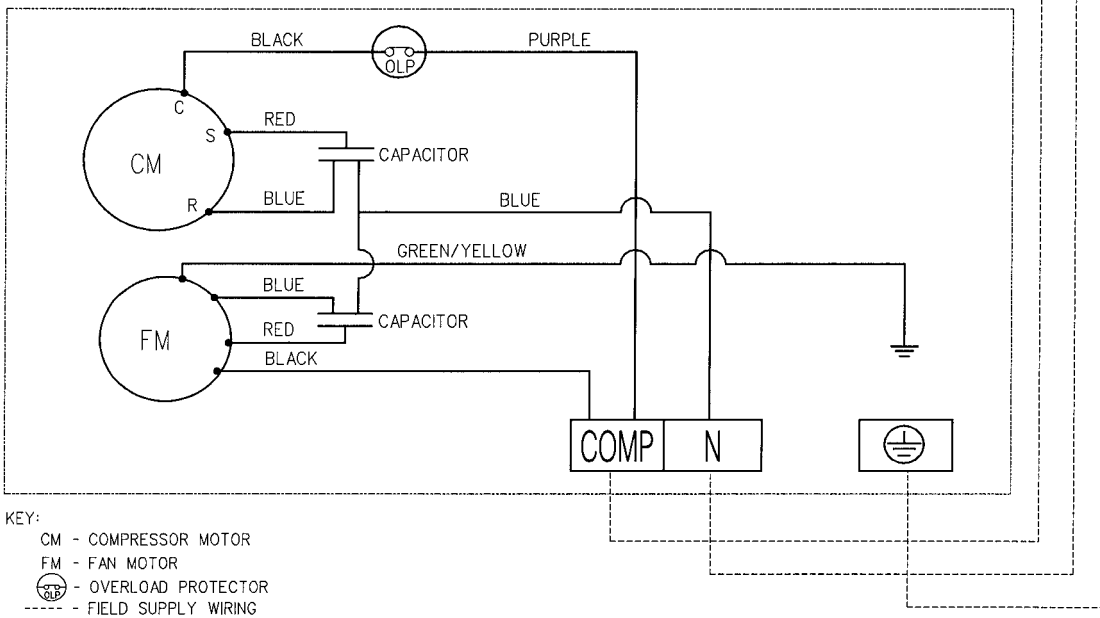 BLACK
PURPLE
OLP
C
RED
S
CM
CAPACITOR
R
BLUE
BLUE
GREEN/YELLOW
BLUE
CAPACITOR
RED
FM
BLACK
COMP
N
KEY:
CM - COMPRESSOR MOTOR
FM - FAN MOTOR
OLP - OVERLOAD PROTECTOR
----- - FIELD SUPPLY WIRING